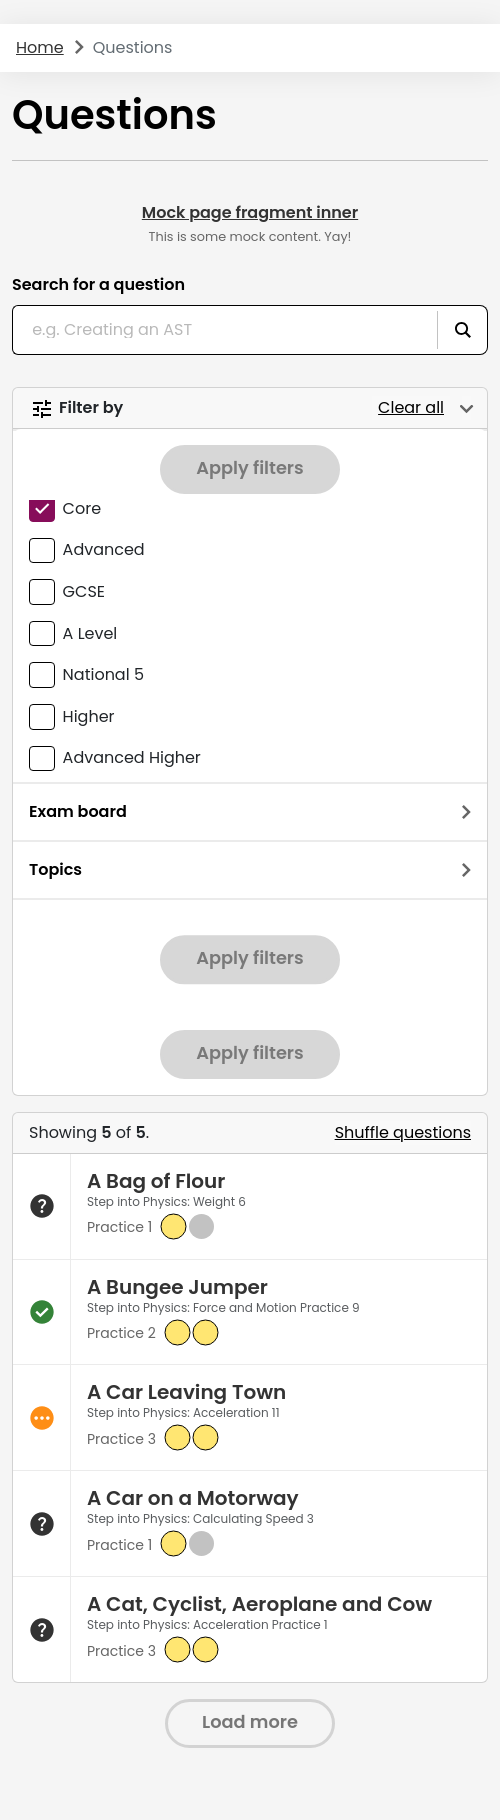 Home > Questions
Questions
Mock page fragment inner
This is some mock content. Yay!
Search for a question
e.g. Creating an AST
Filter by Clear all
Apply filters
Core
Advanced
GCSE
A Level
National 5
Higher
Advanced Higher
Exam board
Topics
Apply filters
Apply filters
Showing 5 of 5. Shuffle questions
A Bag of Flour
Step into Physics: Weight 6
Practice 1
A Bungee Jumper
Step into Physics: Force and Motion Practice 9
Practice 2
A Car Leaving Town
Step into Physics: Acceleration 11
Practice 3
A Car on a Motorway
Step into Physics: Calculating Speed 3
Practice 1
A Cat, Cyclist, Aeroplane and Cow
Step into Physics: Acceleration Practice 1
Practice 3
Load more